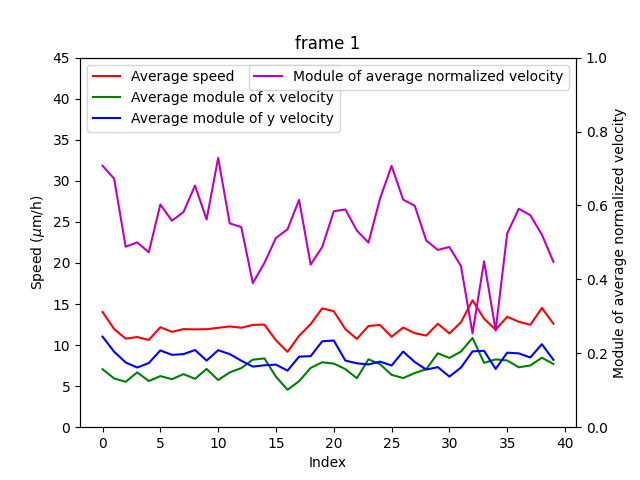 frame 1
Average speed
Average module of x velocity
Average module of y velocity
Module of average normalized velocity
Speed (μm/h)
45
40
35
30
25
20
15
10
5
0
1.0
0.8
0.6
0.4
0.2
0.0
Module of average normalized velocity
0 5 10 15 20 25 30 35 40
Index